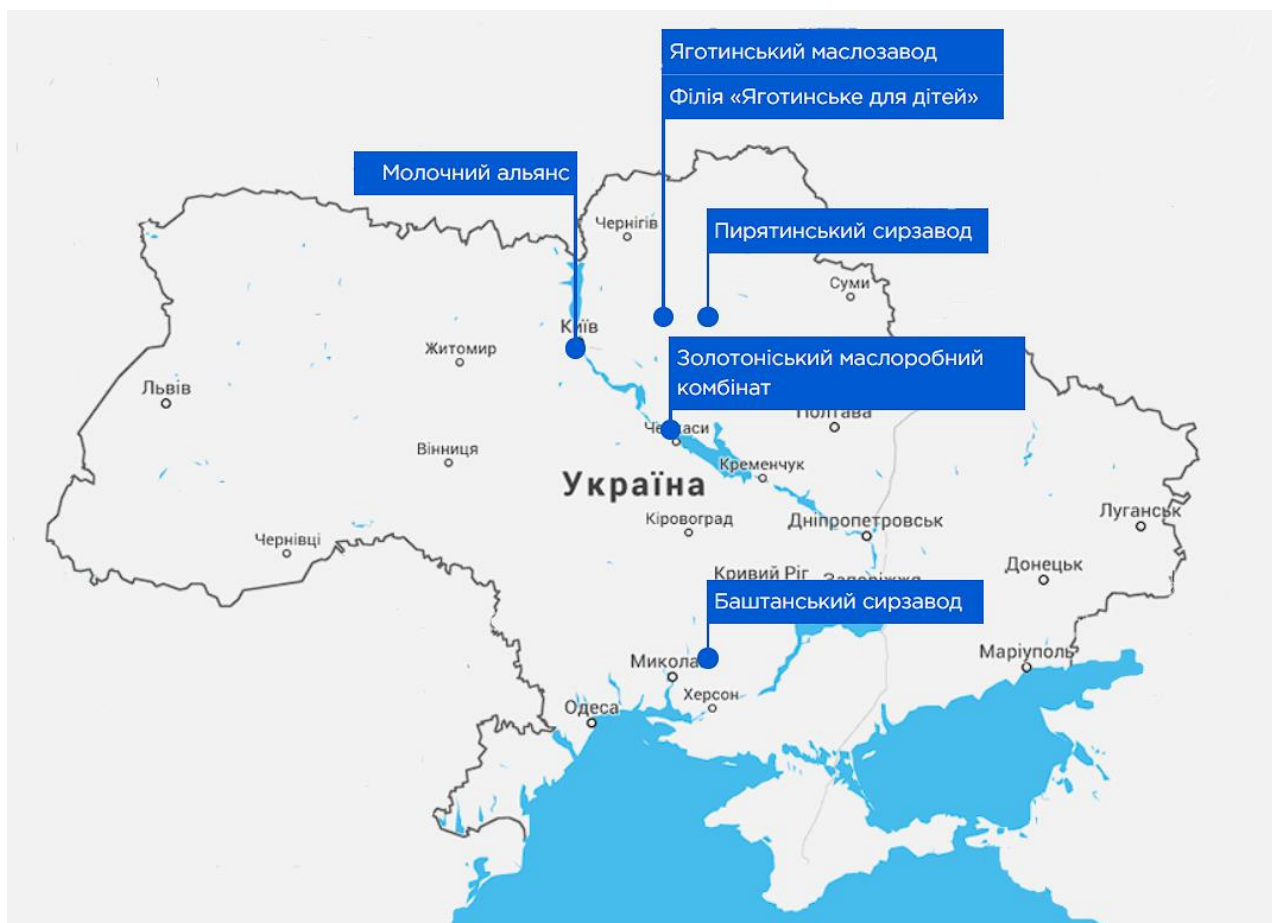 Яготинський маслозавод
Філія «Яготинське для дітей»
Молочний альянс
Чернігів
Пирятинський сирзавод
Суми
Київ
Житомир
Золотоніський маслоробний
комбінат
Львів
Полтава
Вінниця
Кременчук
Україна
Кіровоград
Дніпропетровськ
Луганськ
Чернівці
Донецьк
Кривий Ріг
Баштанський сирзавод
Микола
Маріуполь
Херсон
Одеса